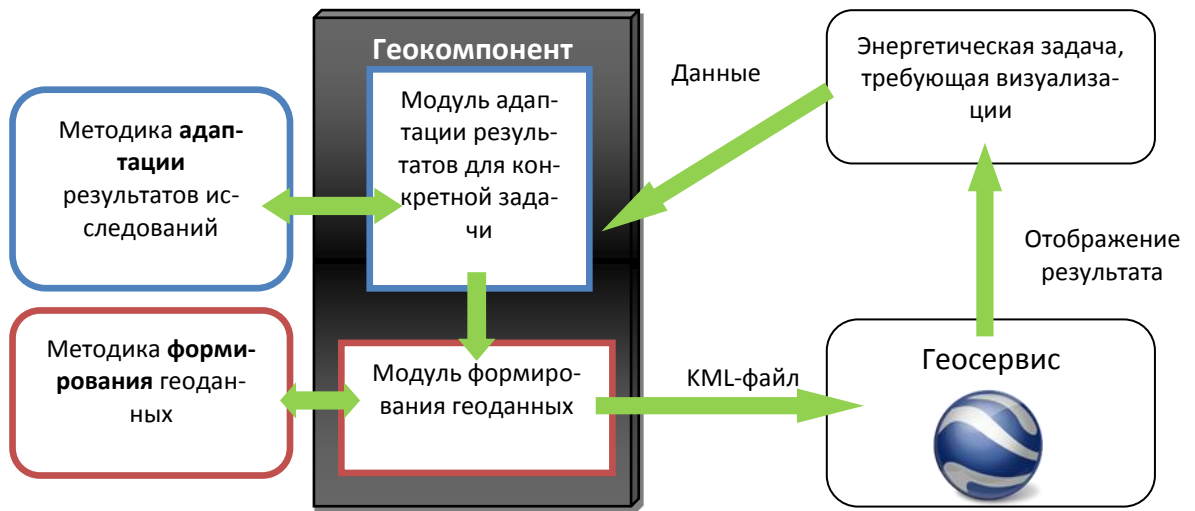 Геокомпонент
Методика адап-
тации
результатов ис-
следований
Модуль адап-
тации резуль-
татов для кон-
кретной зада-
чи
Данные
Энергетическая задача,
требующая визуализа-
ции
Отображение
результата
Методика форми-
рования геодан-
ных
Модуль формиро-
вания геоданных
KML-файл
Геосервис